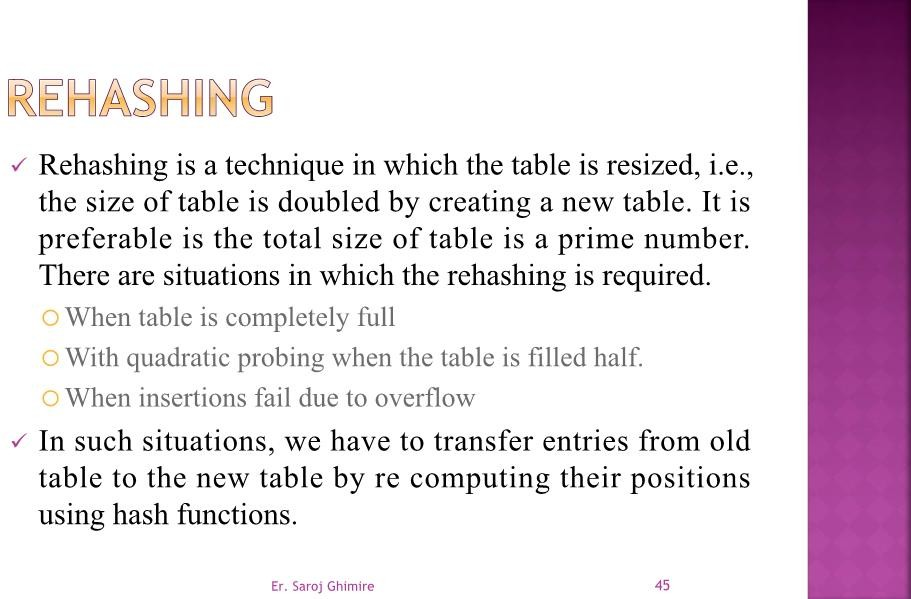 REHASHING
✓ Rehashing is a technique in which the table is resized, i.e.,
the size of table is doubled by creating a new table. It is
preferable is the total size of table is a prime number.
There are situations in which the rehashing is required.
○ When table is completely full
○ With quadratic probing when the table is filled half.
○ When insertions fail due to overflow
✓ In such situations, we have to transfer entries from old
table to the new table by re computing their positions
using hash functions.
Er. Saroj Ghimire 45